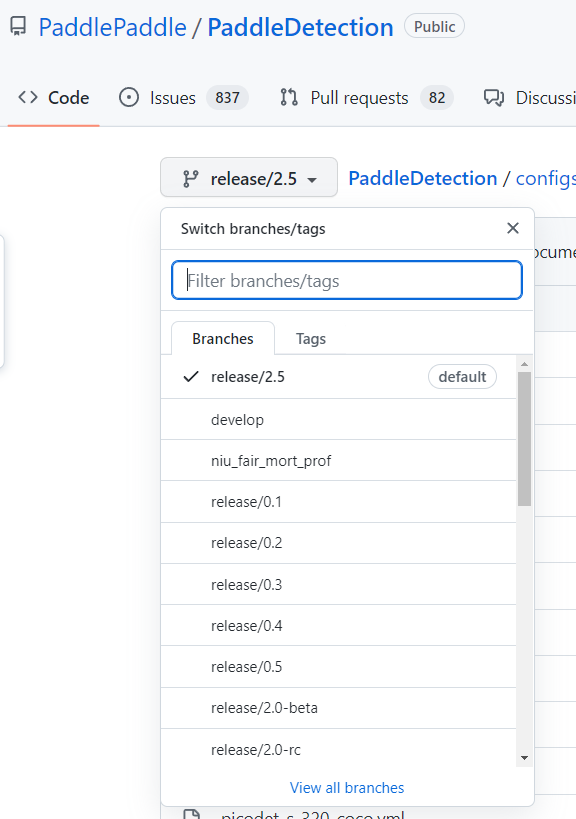 PaddlePaddle / PaddleDetection Public
Code Issues 837 Pull requests 82 Discussi
release/2.5 PaddleDetection / configs
Switch branches/tags
ocume
Filter branches/tags
Branches Tags
release/2.5 default
develop
niu_fair_mort_prof
release/0.1
release/0.2
release/0.3
release/0.4
release/0.5
release/2.0-beta
release/2.0-rc
View all branches
picodet_s_320_coco.yml